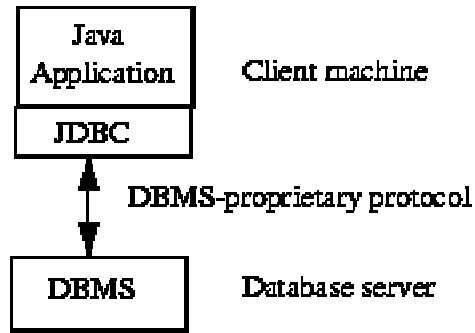 Java
Application
Client machine
JDBC
DBMS-proprietary protocol
DBMS
Database server